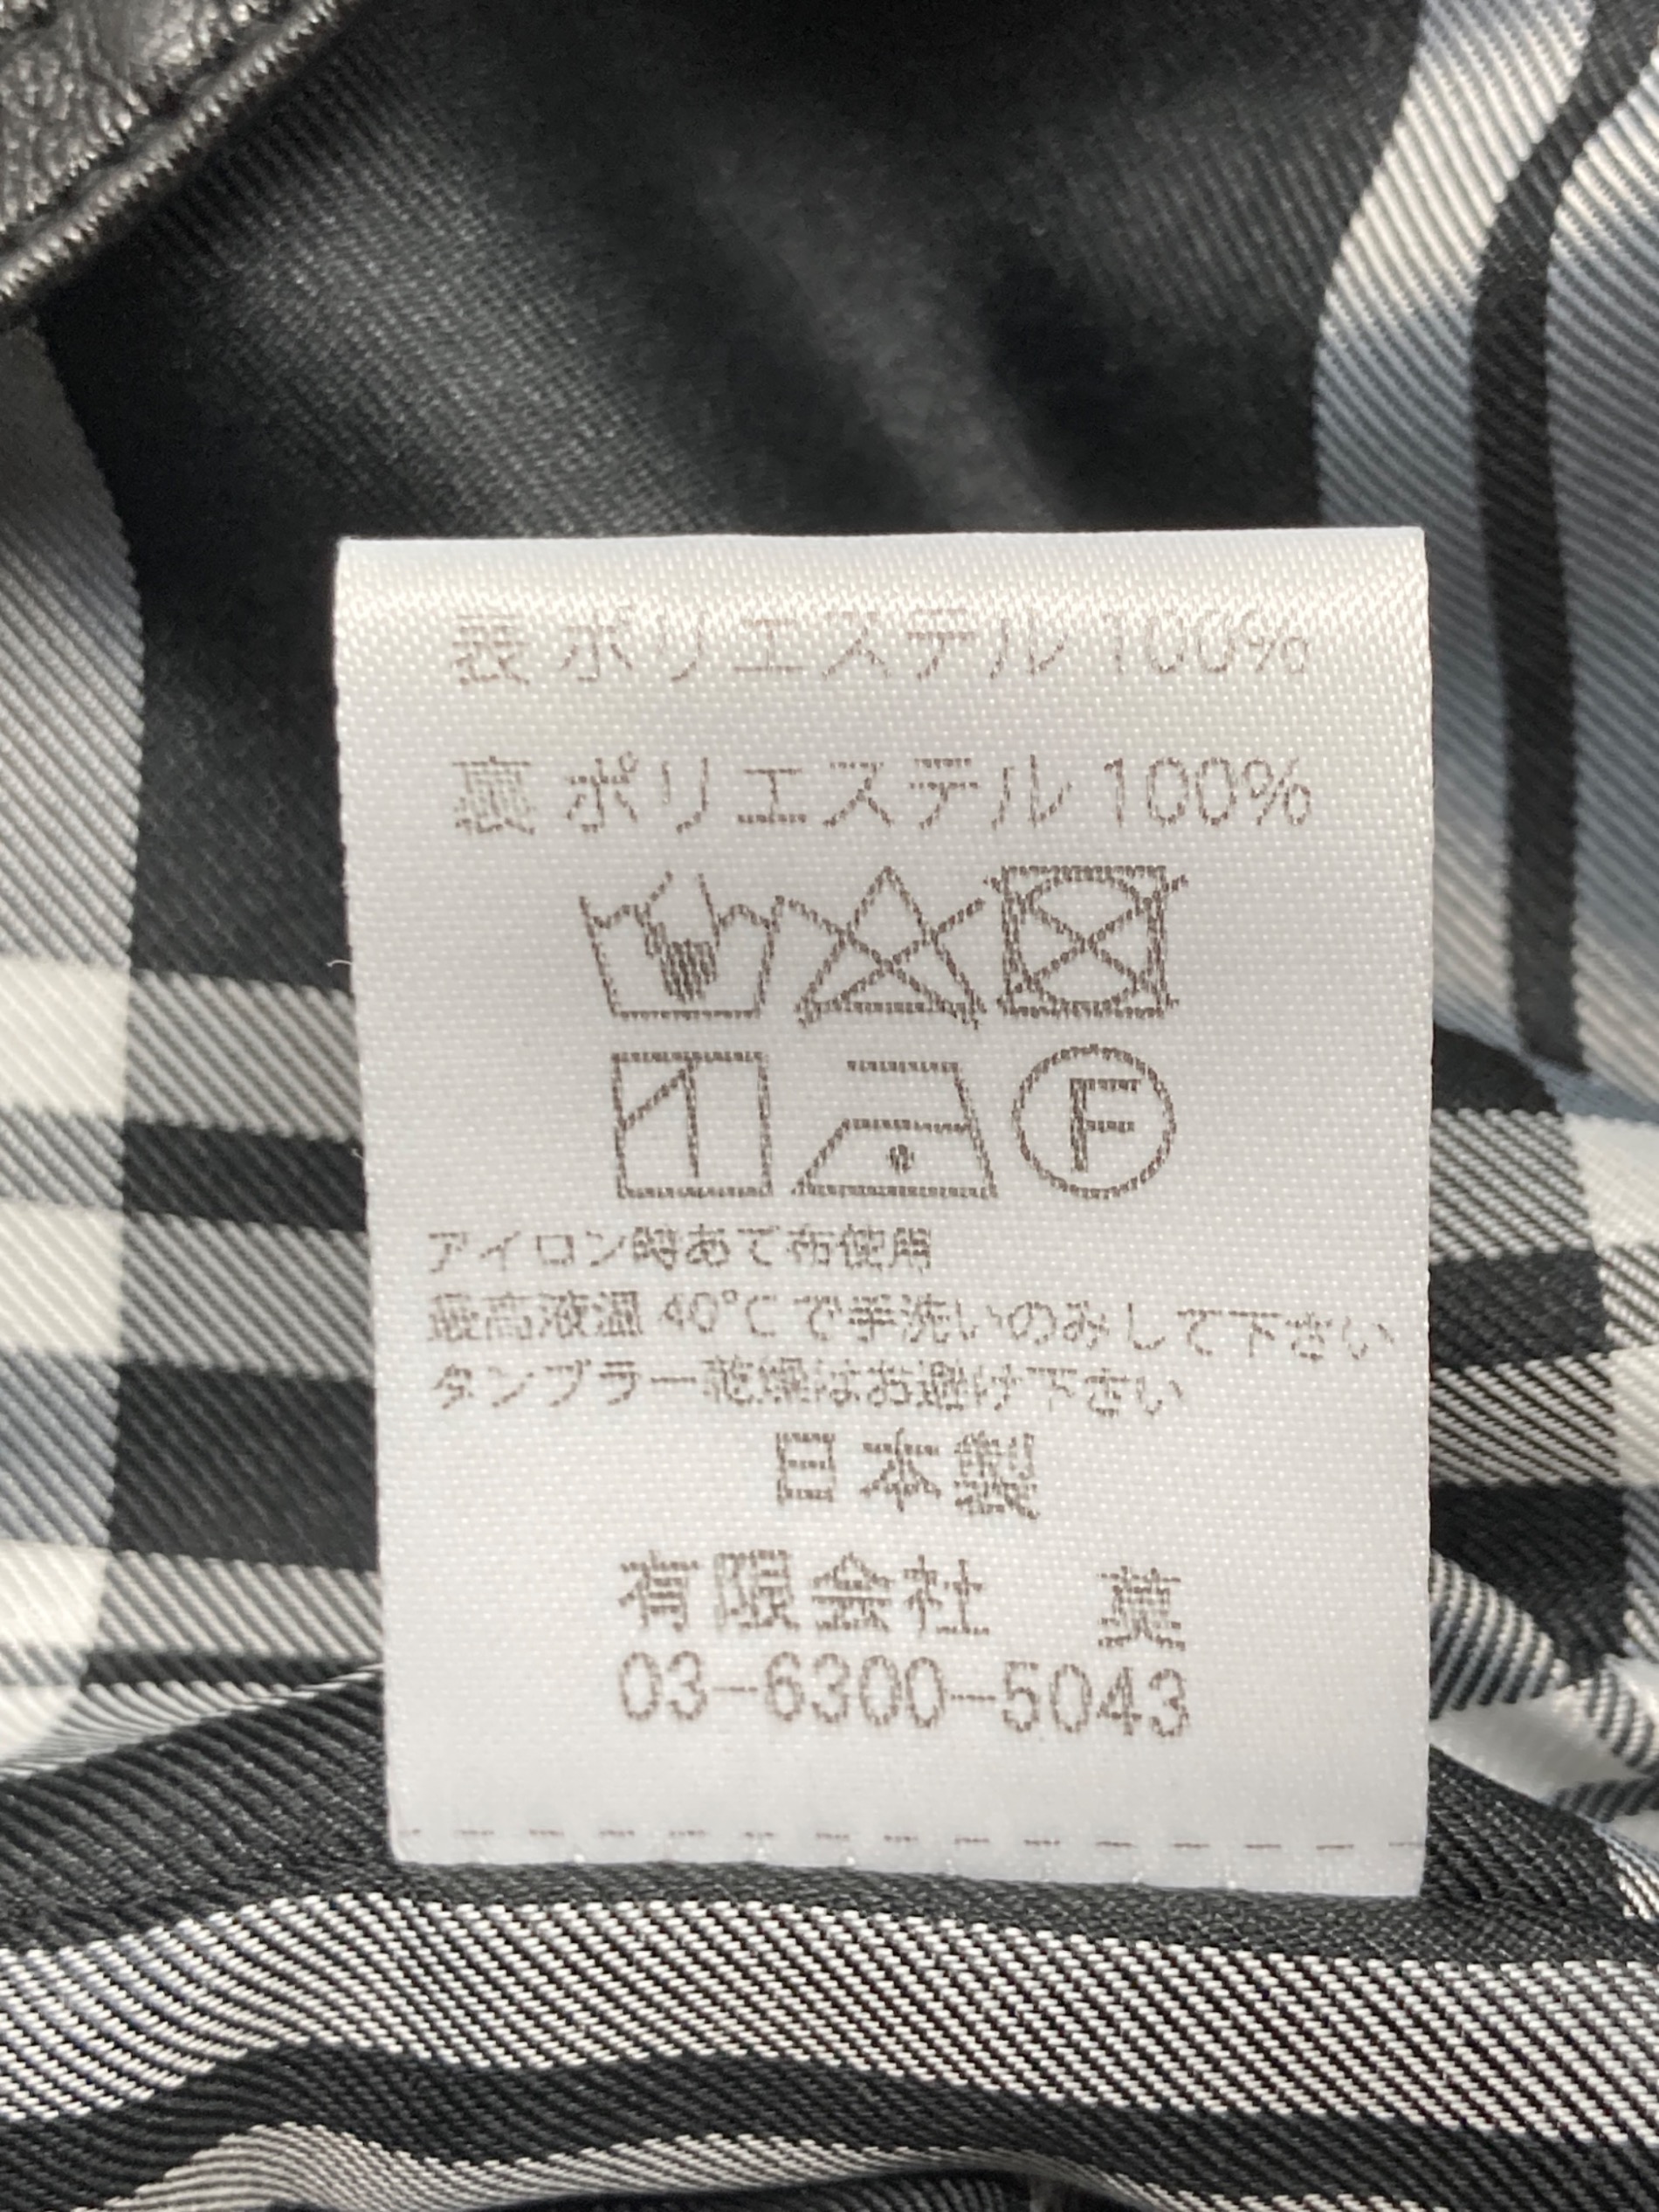 表 ポリエステル 100%
裏 ポリエステル 100%
F
アイロン時あて布使用
最高液温 40℃で手洗いのみして下さい
タンブラー乾燥はお避け下さい
日本製
有限会社
03-6300-5043